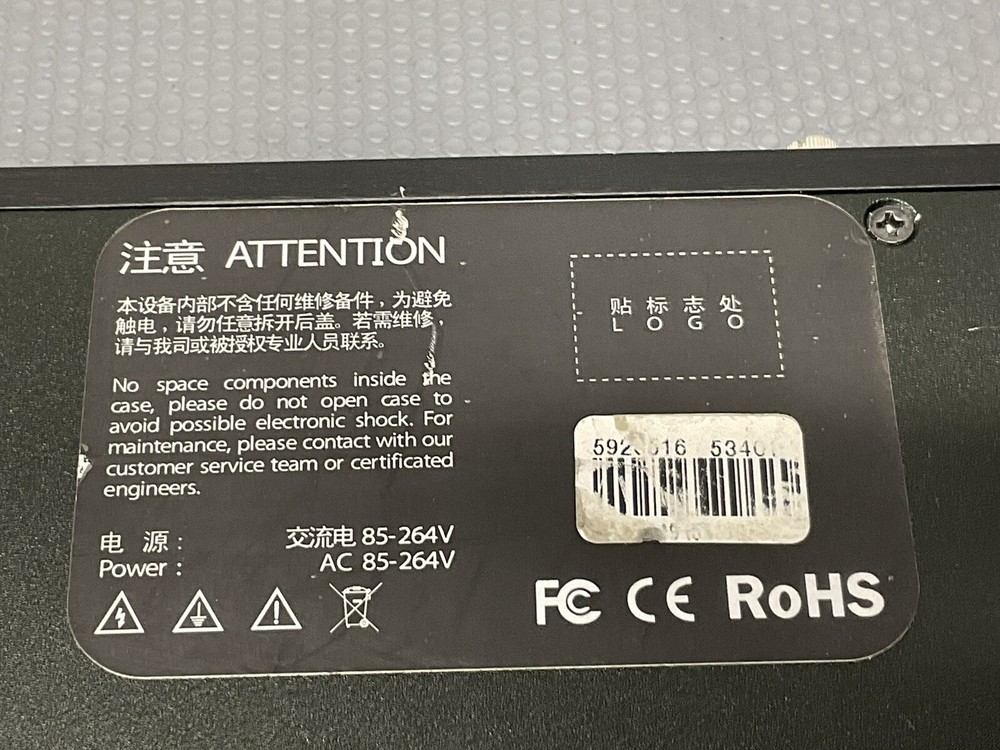 注意 ATTENTION
本设备内部不含任何维修备件，为避免
触电，请勿任意拆开后盖。若需维修，
请与我司或被授权专业人员联系。
No space components inside the
case, please do not open case to
avoid possible electronic shock. For
maintenance, please contact with our
customer service team or certificated
engineers.
电 源： 交流电 85-264V
Power： AC 85-264V
贴 标 志 处
L O G O
FC CE RoHS